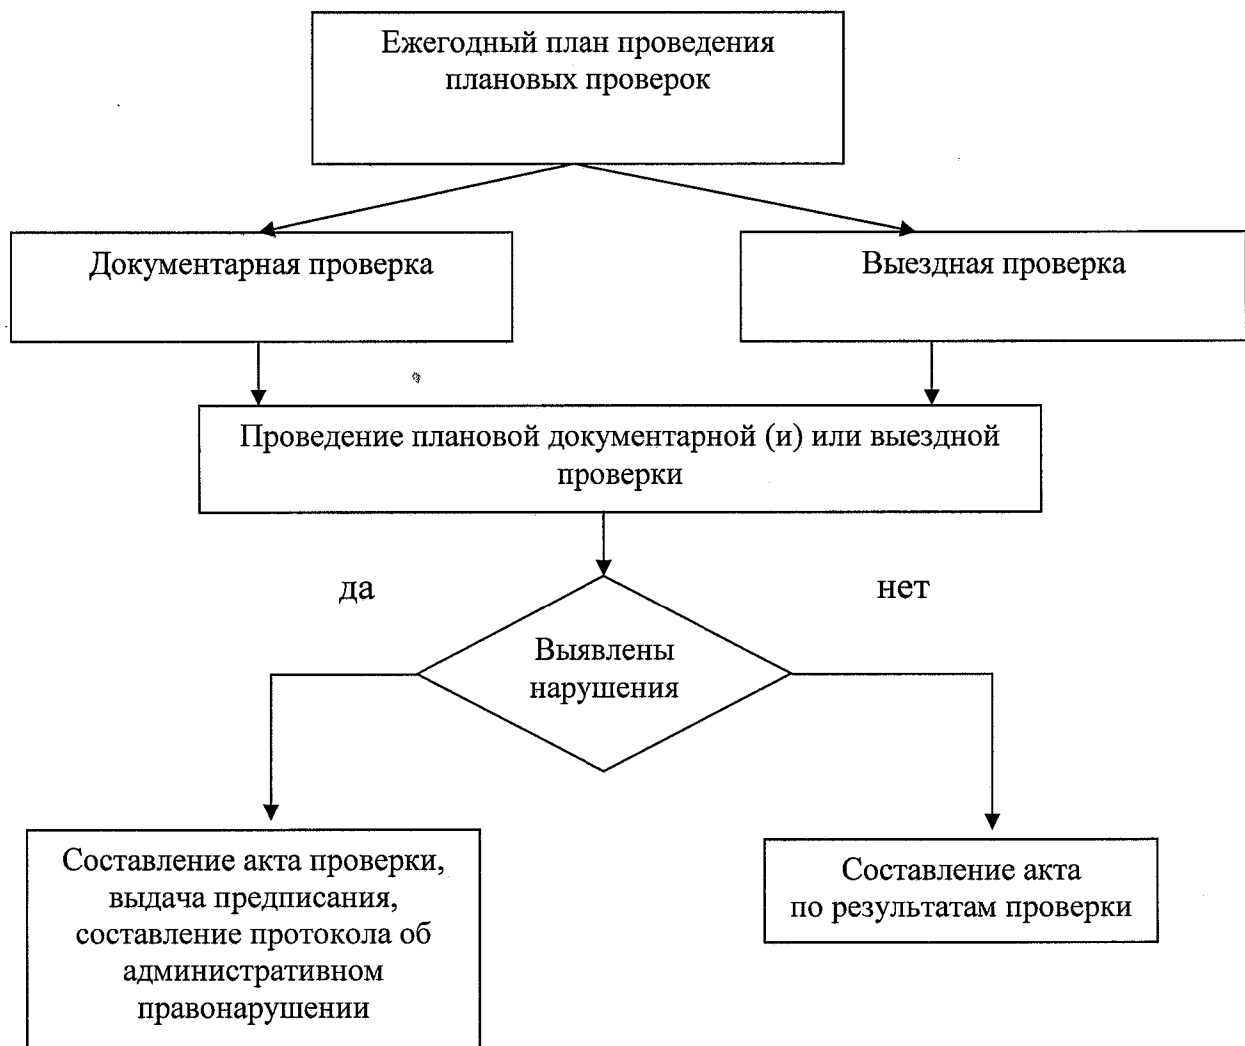 Ежегодный план проведения
плановых проверок
Документарная проверка
Выездная проверка
Проведение плановой документарной (и) или выездной
проверки
да
нет
Выявлены
нарушения
Составление акта проверки,
выдача предписания,
составление протокола об
административном
правонарушении
Составление акта
по результатам проверки